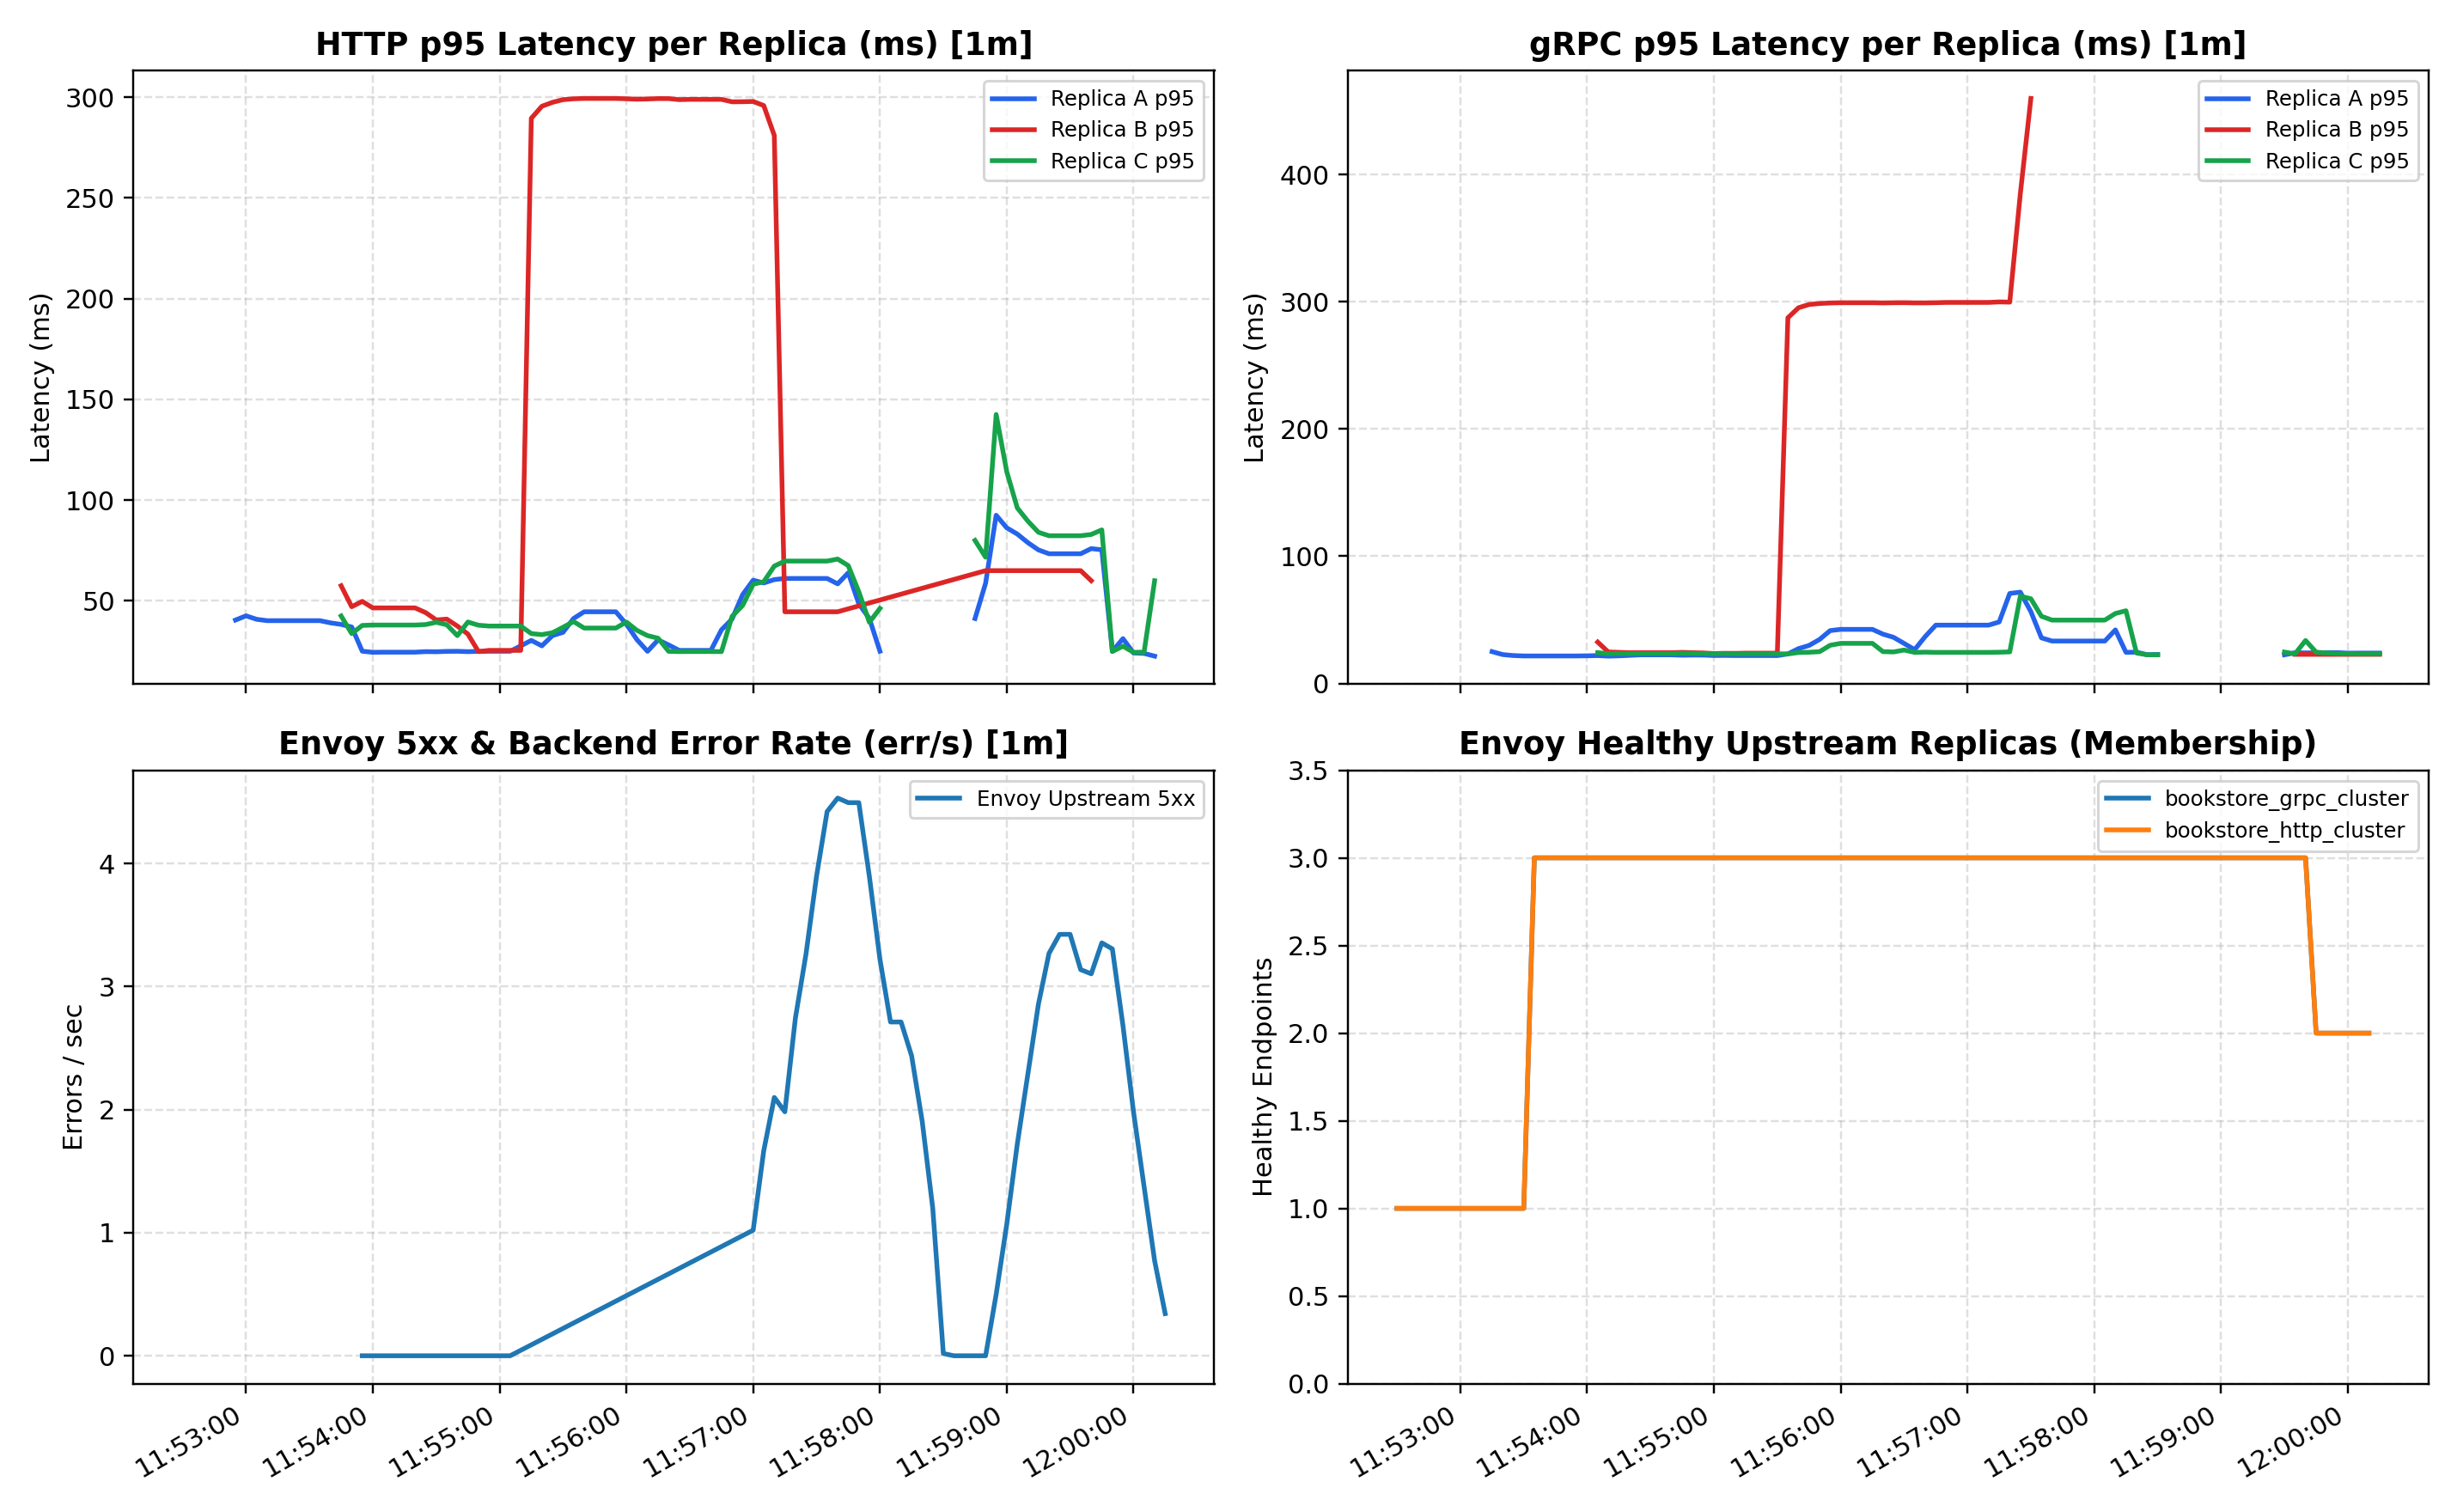 HTTP p95 Latency per Replica (ms) [1m]
Latency (ms)
300
250
200
150
100
50
Replica A p95
Replica B p95
Replica C p95
gRPC p95 Latency per Replica (ms) [1m]
Latency (ms)
400
300
200
100
0
Replica A p95
Replica B p95
Replica C p95
Envoy 5xx & Backend Error Rate (err/s) [1m]
Errors / sec
4
3
2
1
0
Envoy Upstream 5xx
11:53:00
11:54:00
11:55:00
11:56:00
11:57:00
11:58:00
11:59:00
12:00:00
Envoy Healthy Upstream Replicas (Membership)
Healthy Endpoints
3.5
3.0
2.5
2.0
1.5
1.0
0.5
0.0
bookstore_grpc_cluster
bookstore_http_cluster
11:53:00
11:54:00
11:55:00
11:56:00
11:57:00
11:58:00
11:59:00
12:00:00